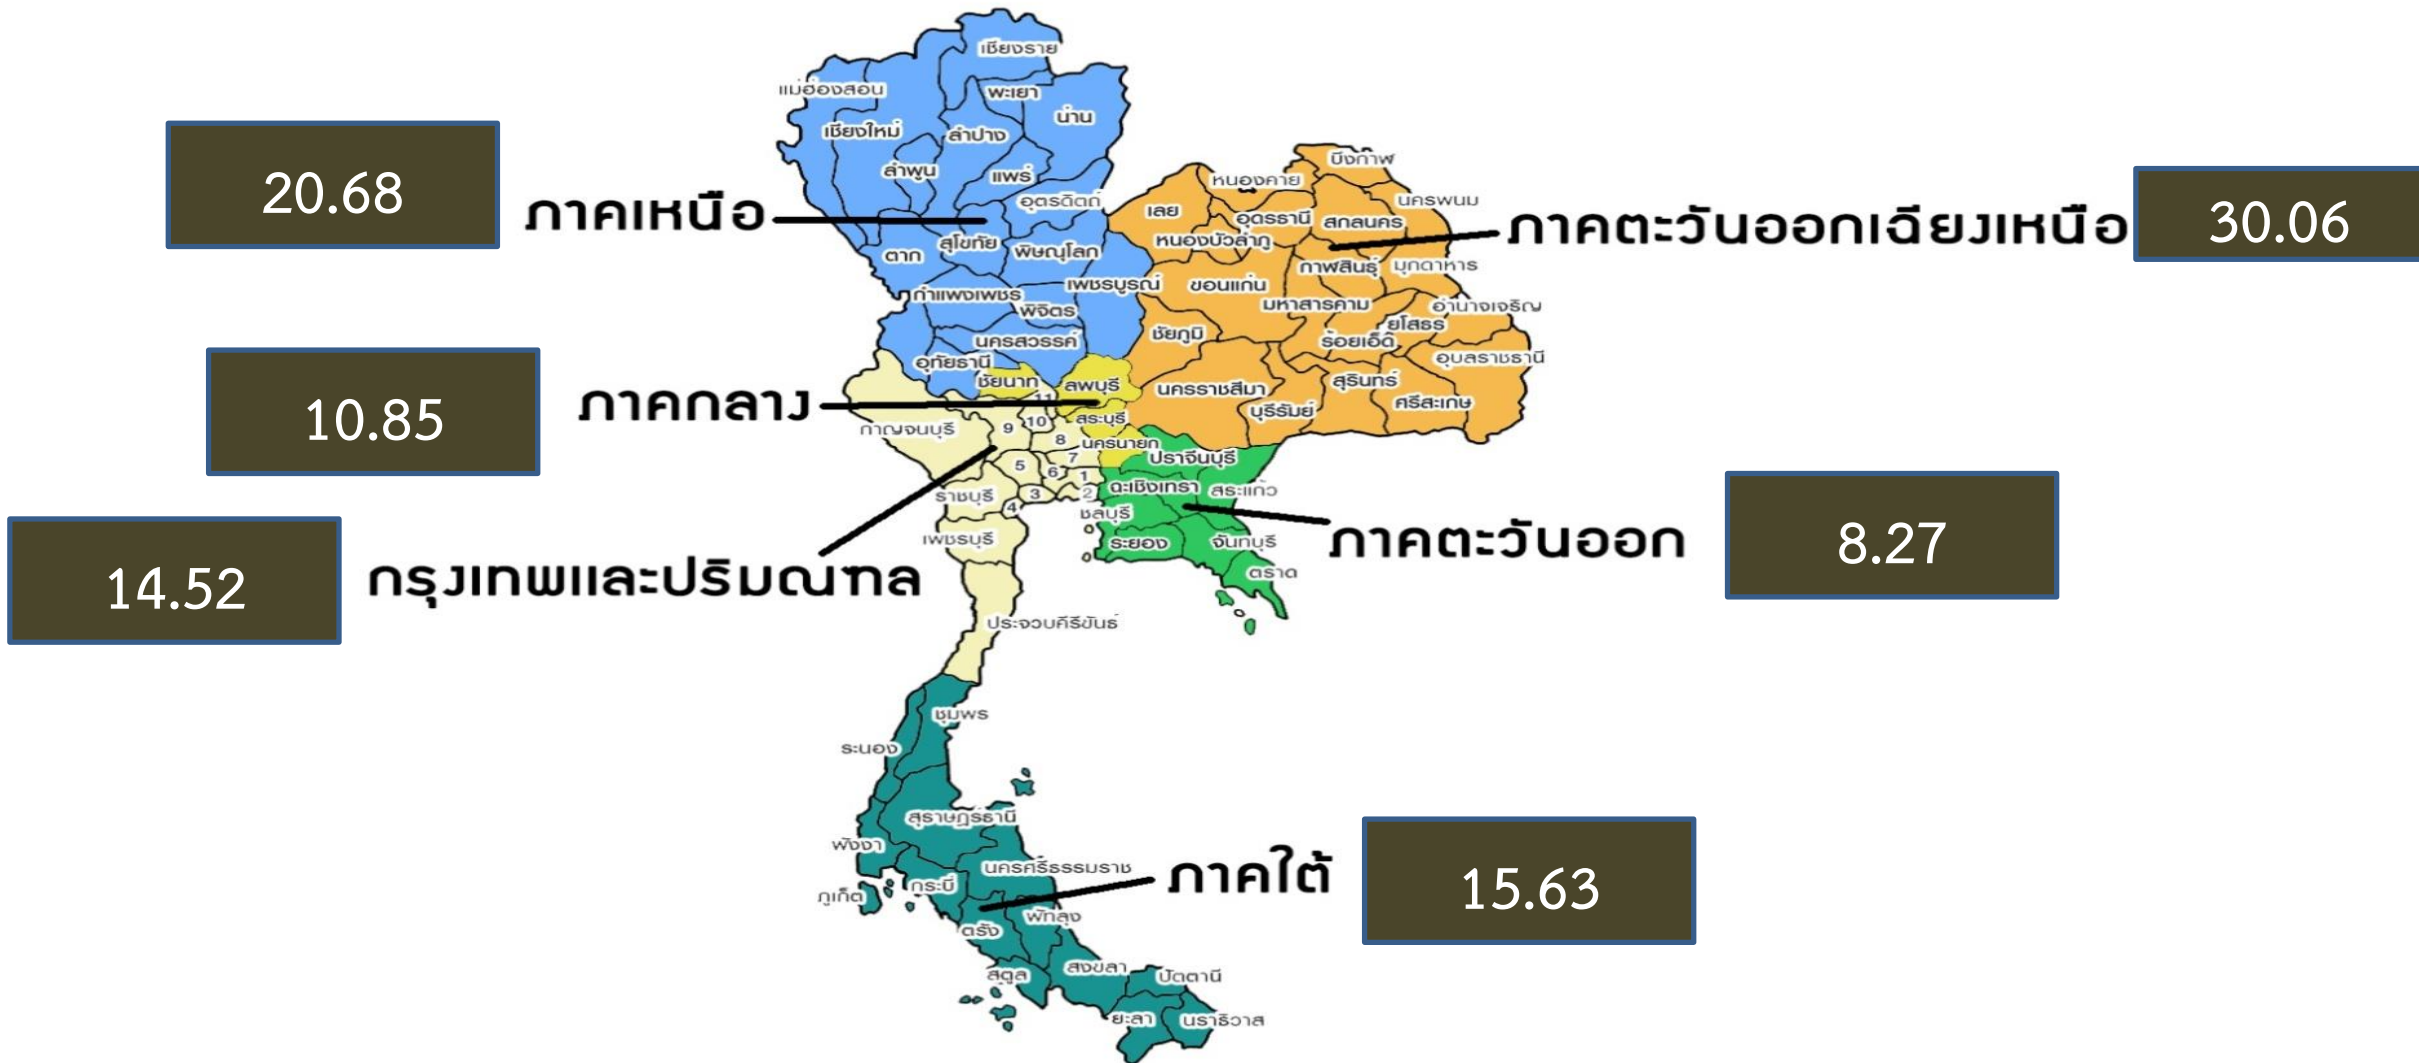 เชียงราย
แม่ฮ่องสอน
พะเยา
น่าน
เชียงใหม่
ลำปาง
ลำพูน
แพร่
อุตรดิตถ์
20.68
ภาคเหนือ
สุโขทัย
ตาก
พิษณุโลก
เพชรบูรณ์
กำแพงเพชร
พิจิตร
นครสวรรค์
อุทัยธานี
บึงกาฬ
หนองคาย
นครพนม
เลย
อุดรธานี
สกลนคร
หนองบัวลำภู
ภาคตะวันออกเฉียงเหนือ
30.06
กาฬสินธุ์
มุกดาหาร
ขอนแก่น
มหาสารคาม
อำนาจเจริญ
ยโสธร
ชัยภูมิ
ร้อยเอ็ด
อุบลราชธานี
นครราชสีมา
สุรินทร์
บุรีรัมย์
ศรีสะเกษ
10.85
ภาคกลาง
ชัยนาท
ลพบุรี
11
สระบุรี
10
9
8
นครนายก
กาญจนบุรี
7
5
6
1
ราชบุรี
3
2
4
เพชรบุรี
14.52
กรุงเทพและปริมณฑล
ประจวบคีรีขันธ์
ปราจีนบุรี
ฉะเชิงเทรา
สระแก้ว
ชลบุรี
ระยอง
จันทบุรี
ตราด
ภาคตะวันออก
8.27
ชุมพร
ระนอง
สุราษฎร์ธานี
พังงา
นครศรีธรรมราช
กระบี่
ภูเก็ต
ภาคใต้
15.63
พัทลุง
ตรัง
สตูล
สงขลา
ปัตตานี
ยะลา
นราธิวาส